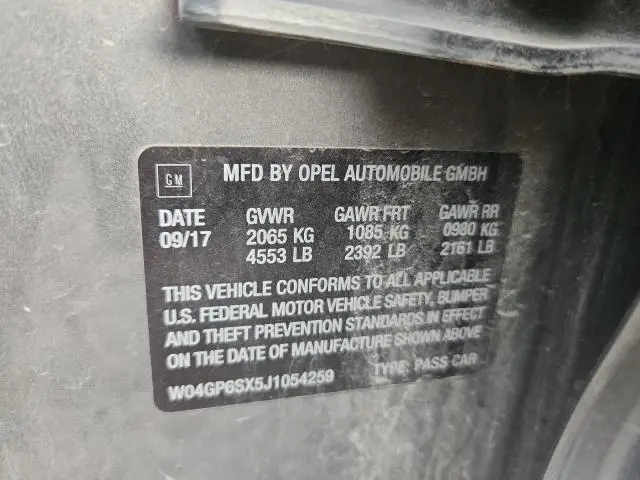 GM
MFD BY OPEL AUTOMOBILE GMBH
DATE GVWR GAWR FRT GAWR RR
09/17 2065 KG 1085 KG 0980 KG
4553 LB 2392 LB 2161 LB
THIS VEHICLE CONFORMS TO ALL APPLICABLE
U.S. FEDERAL MOTOR VEHICLE SAFETY, BUMPER
AND THEFT PREVENTION STANDARDS IN EFFECT
ON THE DATE OF MANUFACTURE SHOWN ABOVE
W04GP6SX5J1054259 TYPE: PASS CAR